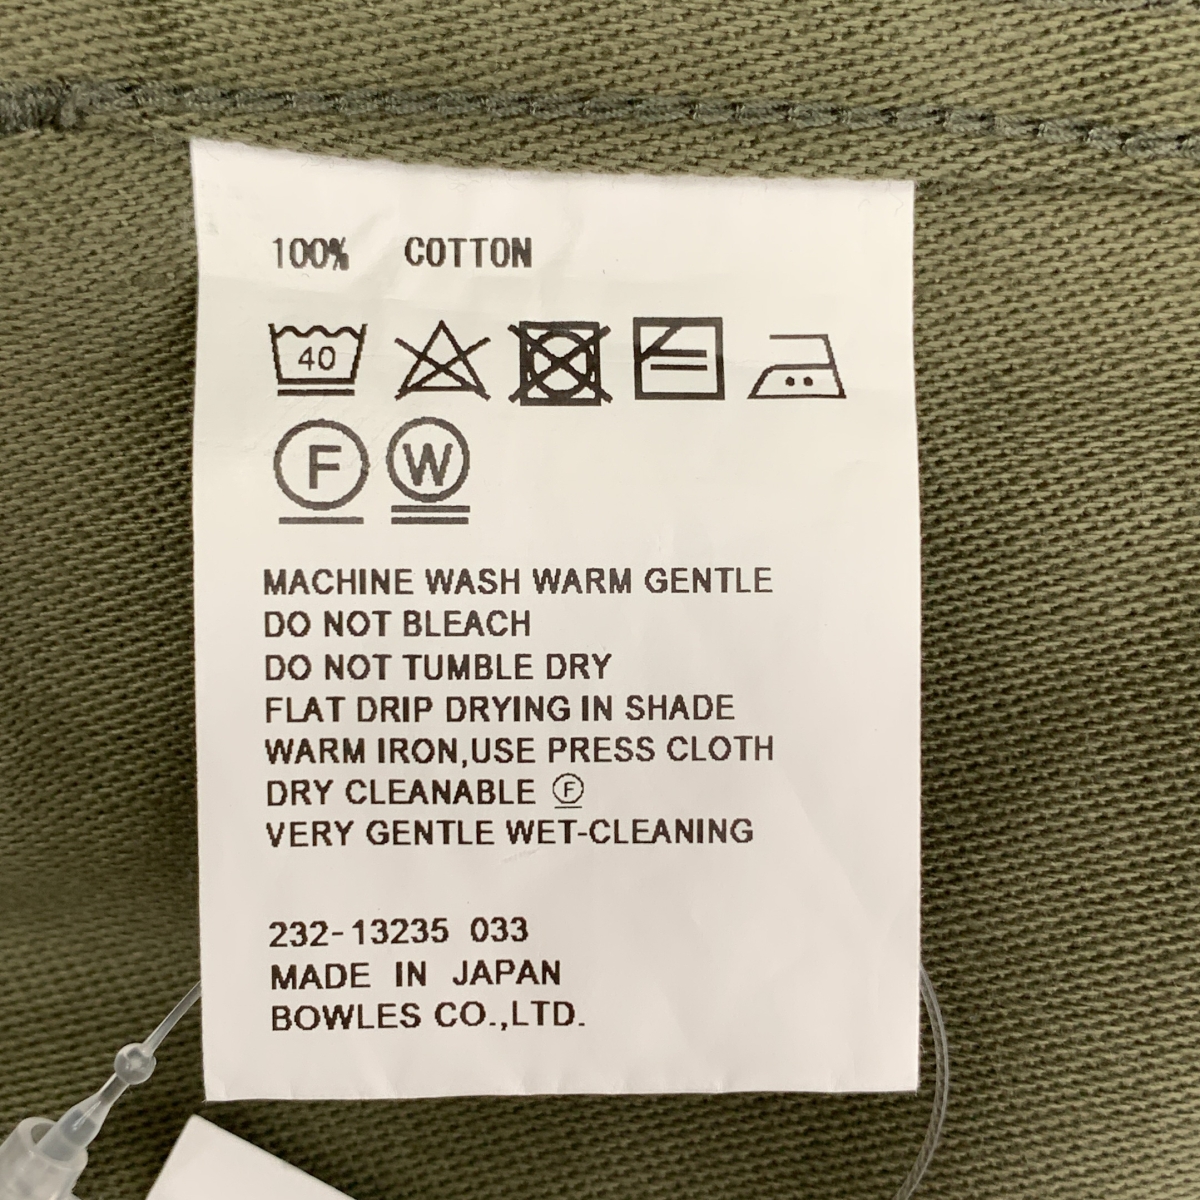 100% COTTON
40
F W
MACHINE WASH WARM GENTLE
DO NOT BLEACH
DO NOT TUMBLE DRY
FLAT DRIP DRYING IN SHADE
WARM IRON,USE PRESS CLOTH
DRY CLEANABLE Ⓕ
VERY GENTLE WET-CLEANING
232-13235 033
MADE IN JAPAN
BOWLES CO.,LTD.